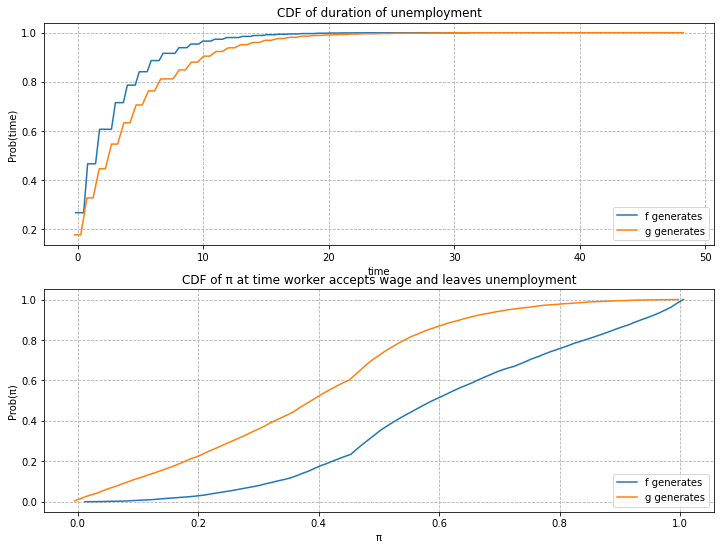 CDF of duration of unemployment
1.0
0.8
0.6
0.4
0.2
Prob(time)
f generates
g generates
0 10 20 30 40 50
time
CDF of π at time worker accepts wage and leaves unemployment
1.0
0.8
0.6
0.4
0.2
0.0
Prob(π)
f generates
g generates
0.0 0.2 0.4 0.6 0.8 1.0
π